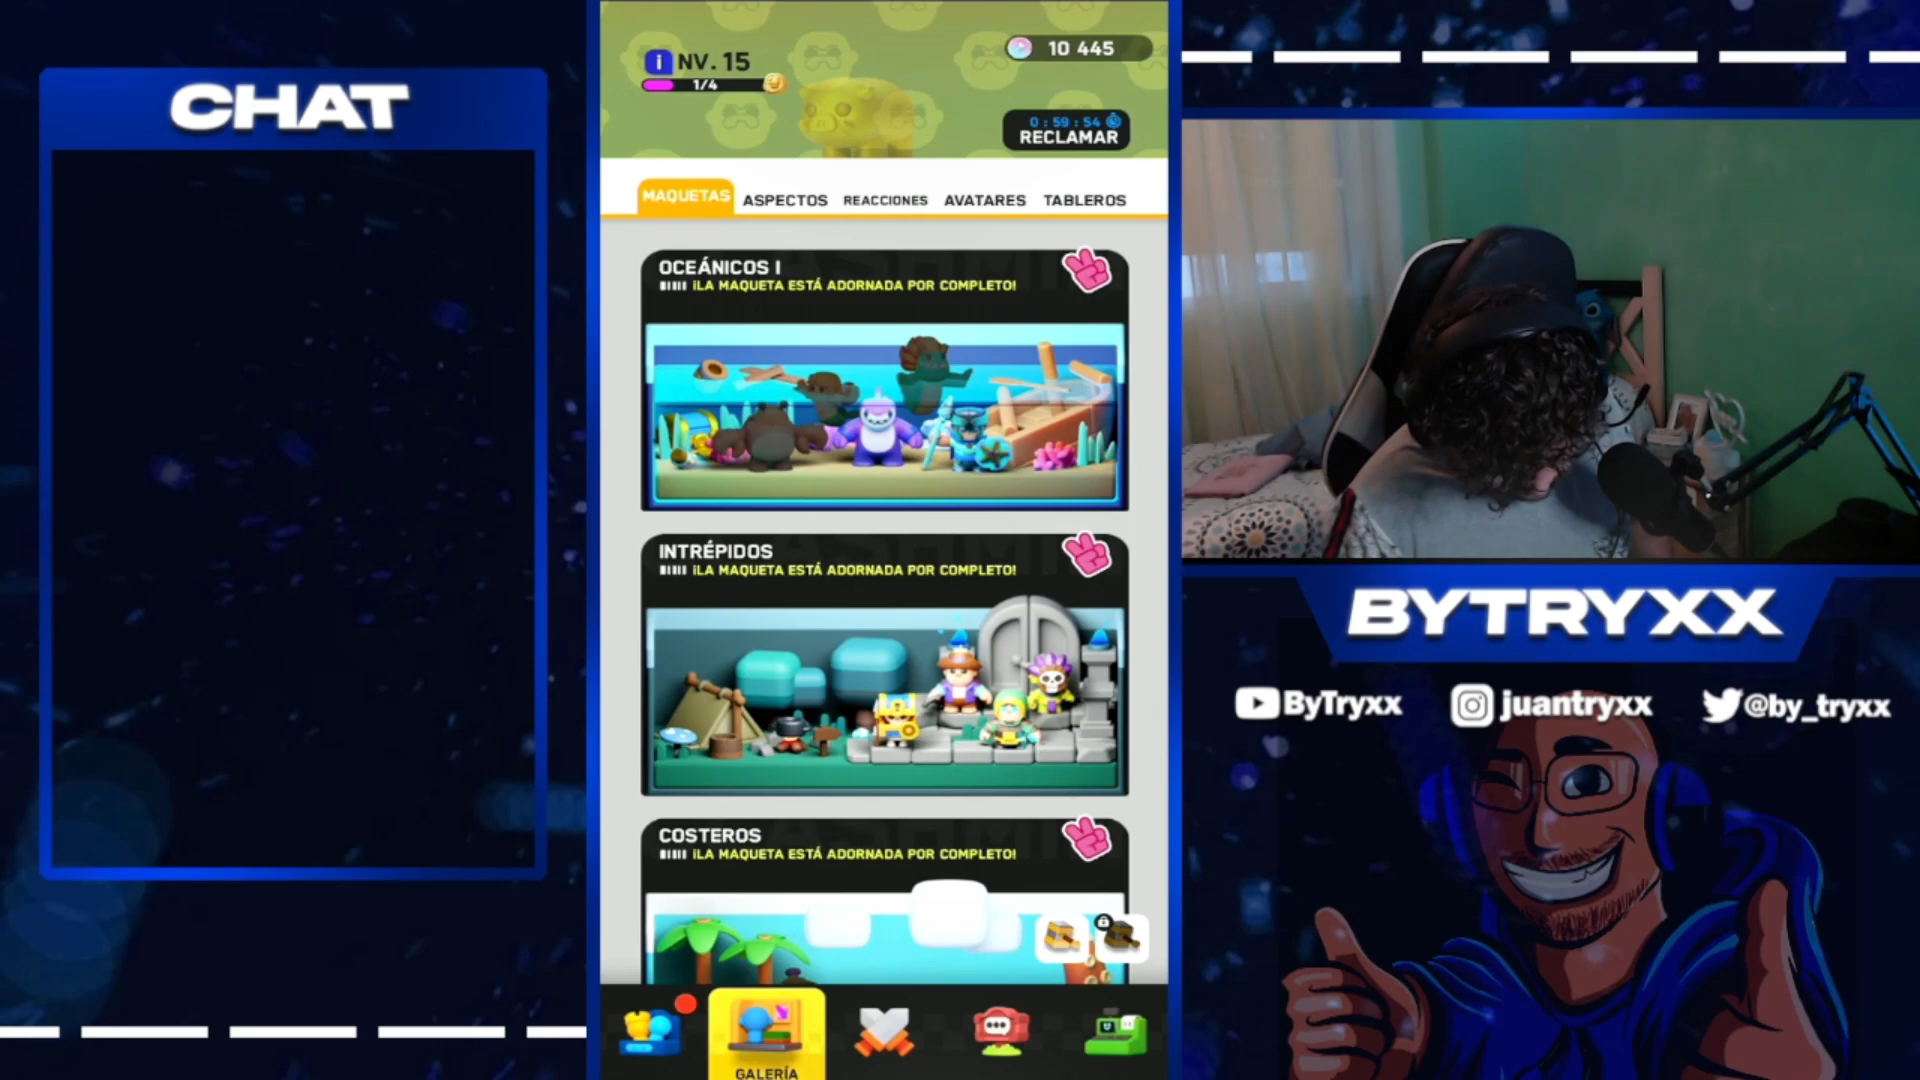 CHAT
i NV. 15
1/4
10 445
0 : 59 : 54
RECLAMAR
MAQUETAS ASPECTOS REACCIONES AVATARES TABLEROS
OCEÁNICOS I
¡LA MAQUETA ESTÁ ADORNADA POR COMPLETO!
INTRÉPIDOS
¡LA MAQUETA ESTÁ ADORNADA POR COMPLETO!
COSTEROS
¡LA MAQUETA ESTÁ ADORNADA POR COMPLETO!
GALERÍA
BYTRYXX
ByTryxx juantryxx @by_tryxx